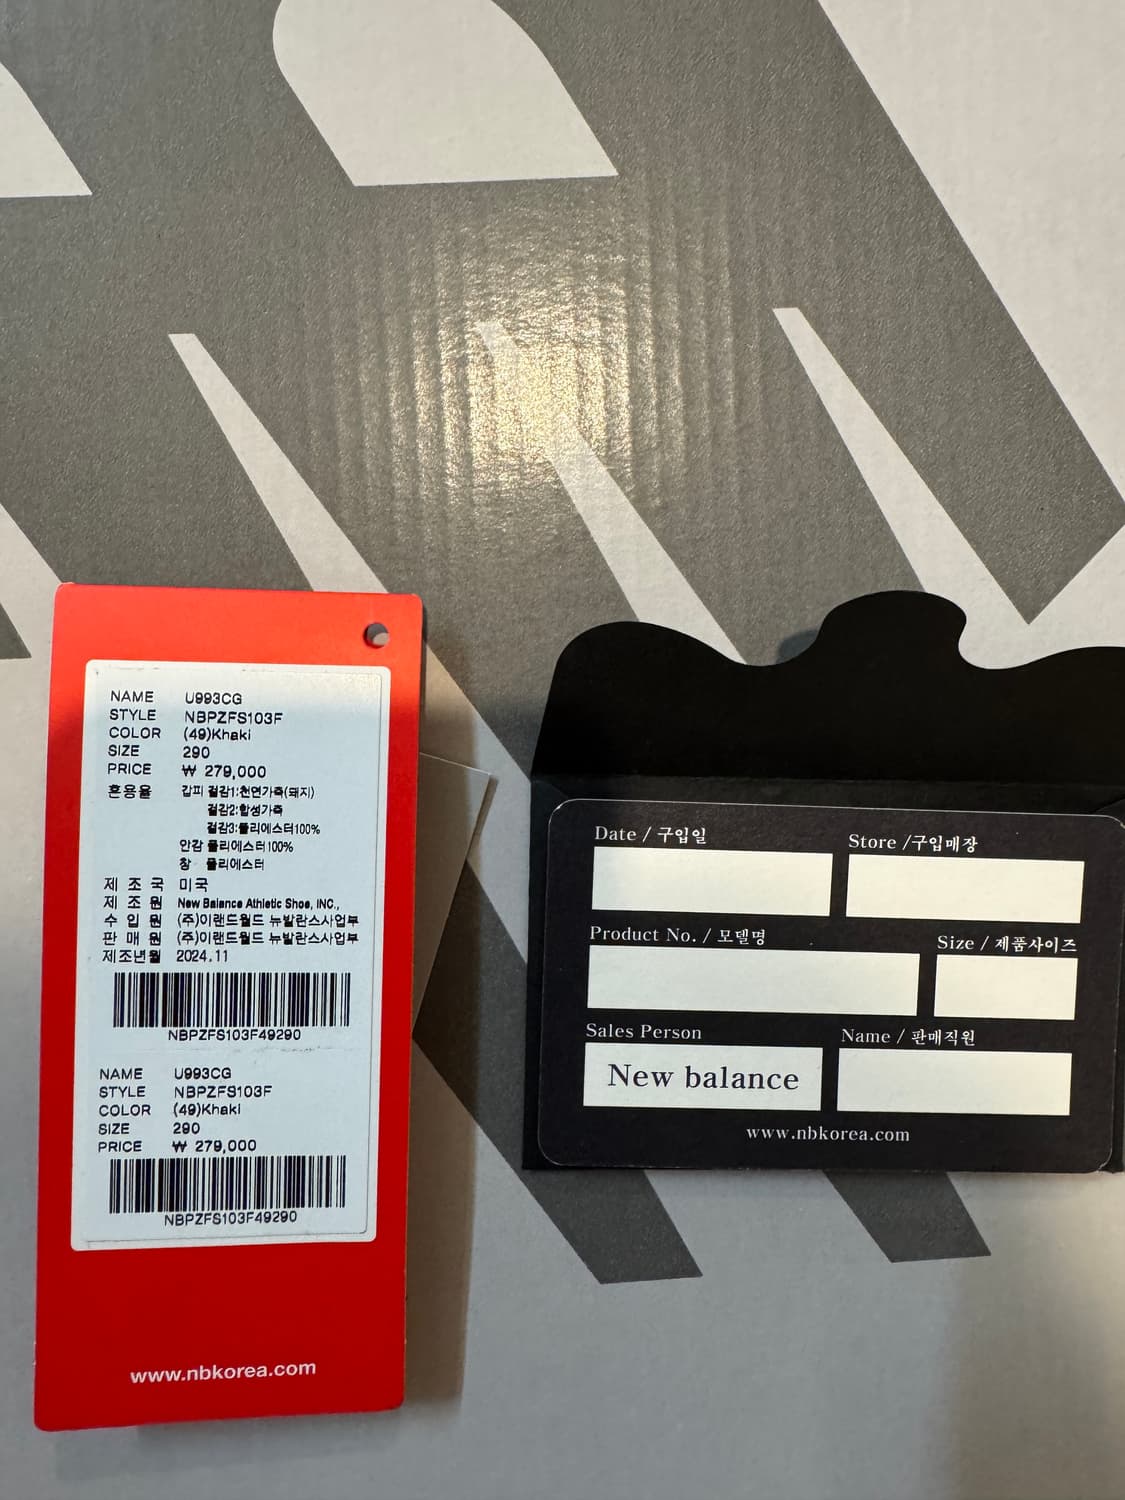 NAME U993CG
STYLE NBPZFS103F
COLOR (49)Khaki
SIZE 290
PRICE ₩ 279,000
혼용율 갑피 겉감1:천연가죽(돼지)
겉감2:합성가죽
겉감3:폴리에스터100%
안감 폴리에스터100%
창 폴리에스터
제 조 국 미국
제 조 원 New Balance Athletic Shoe, INC.,
수 입 원 (주)이랜드월드 뉴발란스사업부
판 매 원 (주)이랜드월드 뉴발란스사업부
제조년월 2024.11
NBPZFS103F49290
NAME U993CG
STYLE NBPZFS103F
COLOR (49)Khaki
SIZE 290
PRICE ₩ 279,000
NBPZFS103F49290
www.nbkorea.com
Date / 구입일
Store /구입매장
Product No. / 모델명
Size / 제품사이즈
Sales Person
Name / 판매직원
New balance
www.nbkorea.com